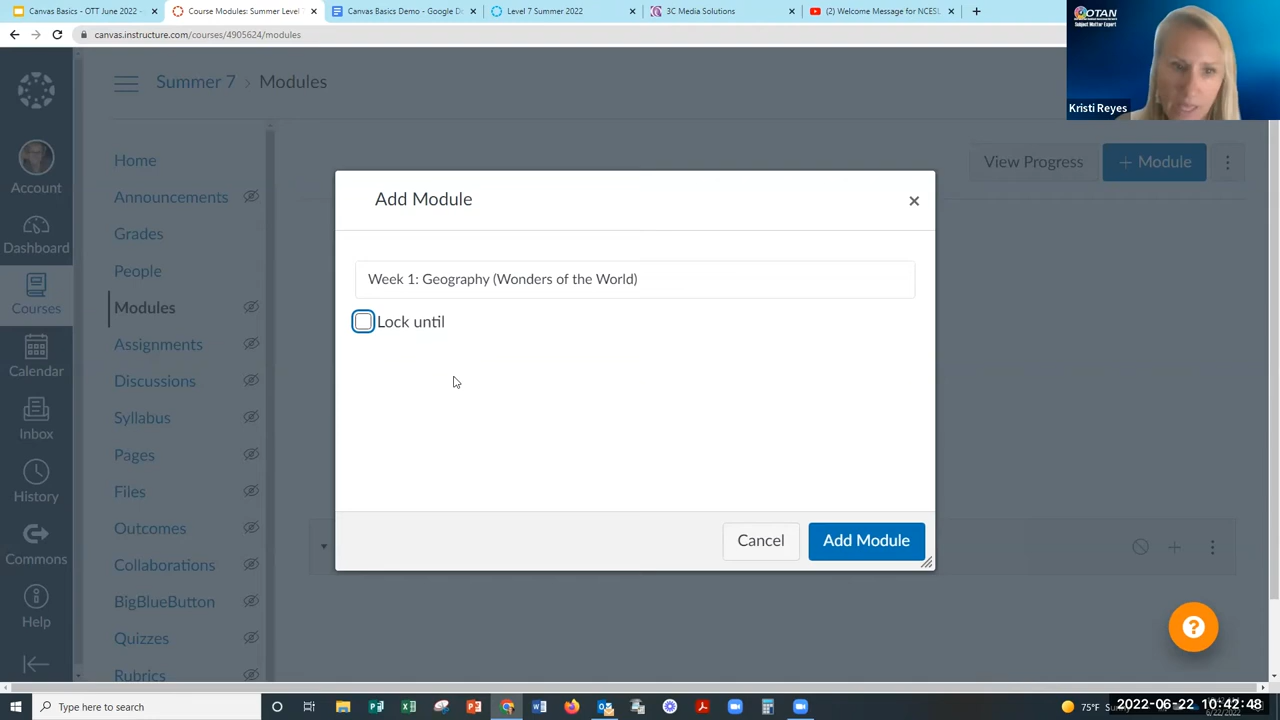 Canvas Basics - OTT June 2022 -
Course Modules: Summer Level
Canvas Basics Demo - Google D
Level 7 Summer 2022
3C Media Solutions
(2) Welcome Message for NCESL
canvas.instructure.com/courses/4905624/modules
OTAN
Subject Matter Expert
Kristi Reyes
Summer 7 > Modules
Account
Dashboard
Courses
Calendar
Inbox
History
Commons
Help
Home
Announcements
Grades
People
Modules
Assignments
Discussions
Syllabus
Pages
Files
Outcomes
Collaborations
BigBlueButton
Quizzes
Rubrics
View Progress
+ Module
Add Module
Week 1: Geography (Wonders of the World)
Lock until
Cancel
Add Module
Type here to search
75°F
2022-06-22 10:42:48